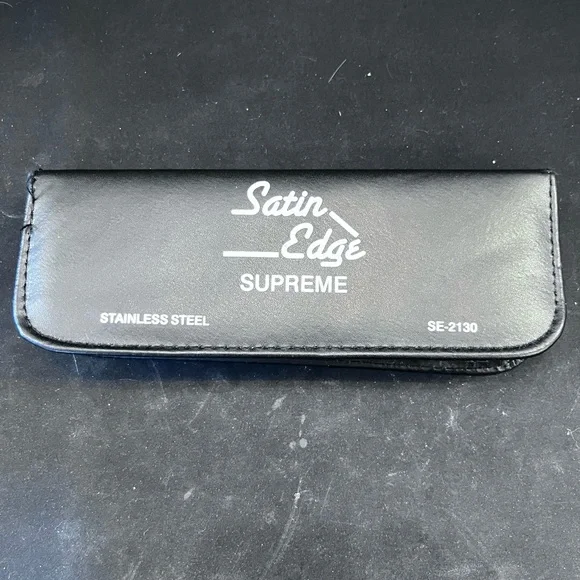 Satin
Edge
SUPREME
STAINLESS STEEL
SE-2130